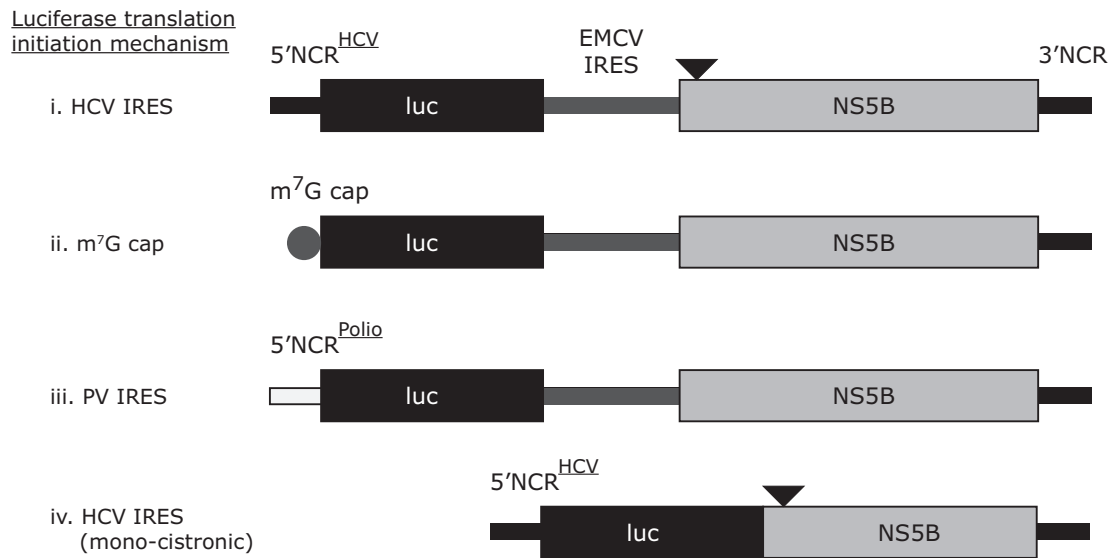 Luciferase translation
initiation mechanism
5′NCR^HCV
EMCV
IRES
3′NCR
i. HCV IRES
luc
NS5B
m⁷G cap
ii. m⁷G cap
luc
NS5B
5′NCR^Polio
iii. PV IRES
luc
NS5B
5′NCR^HCV
iv. HCV IRES
(mono-cistronic)
luc
NS5B